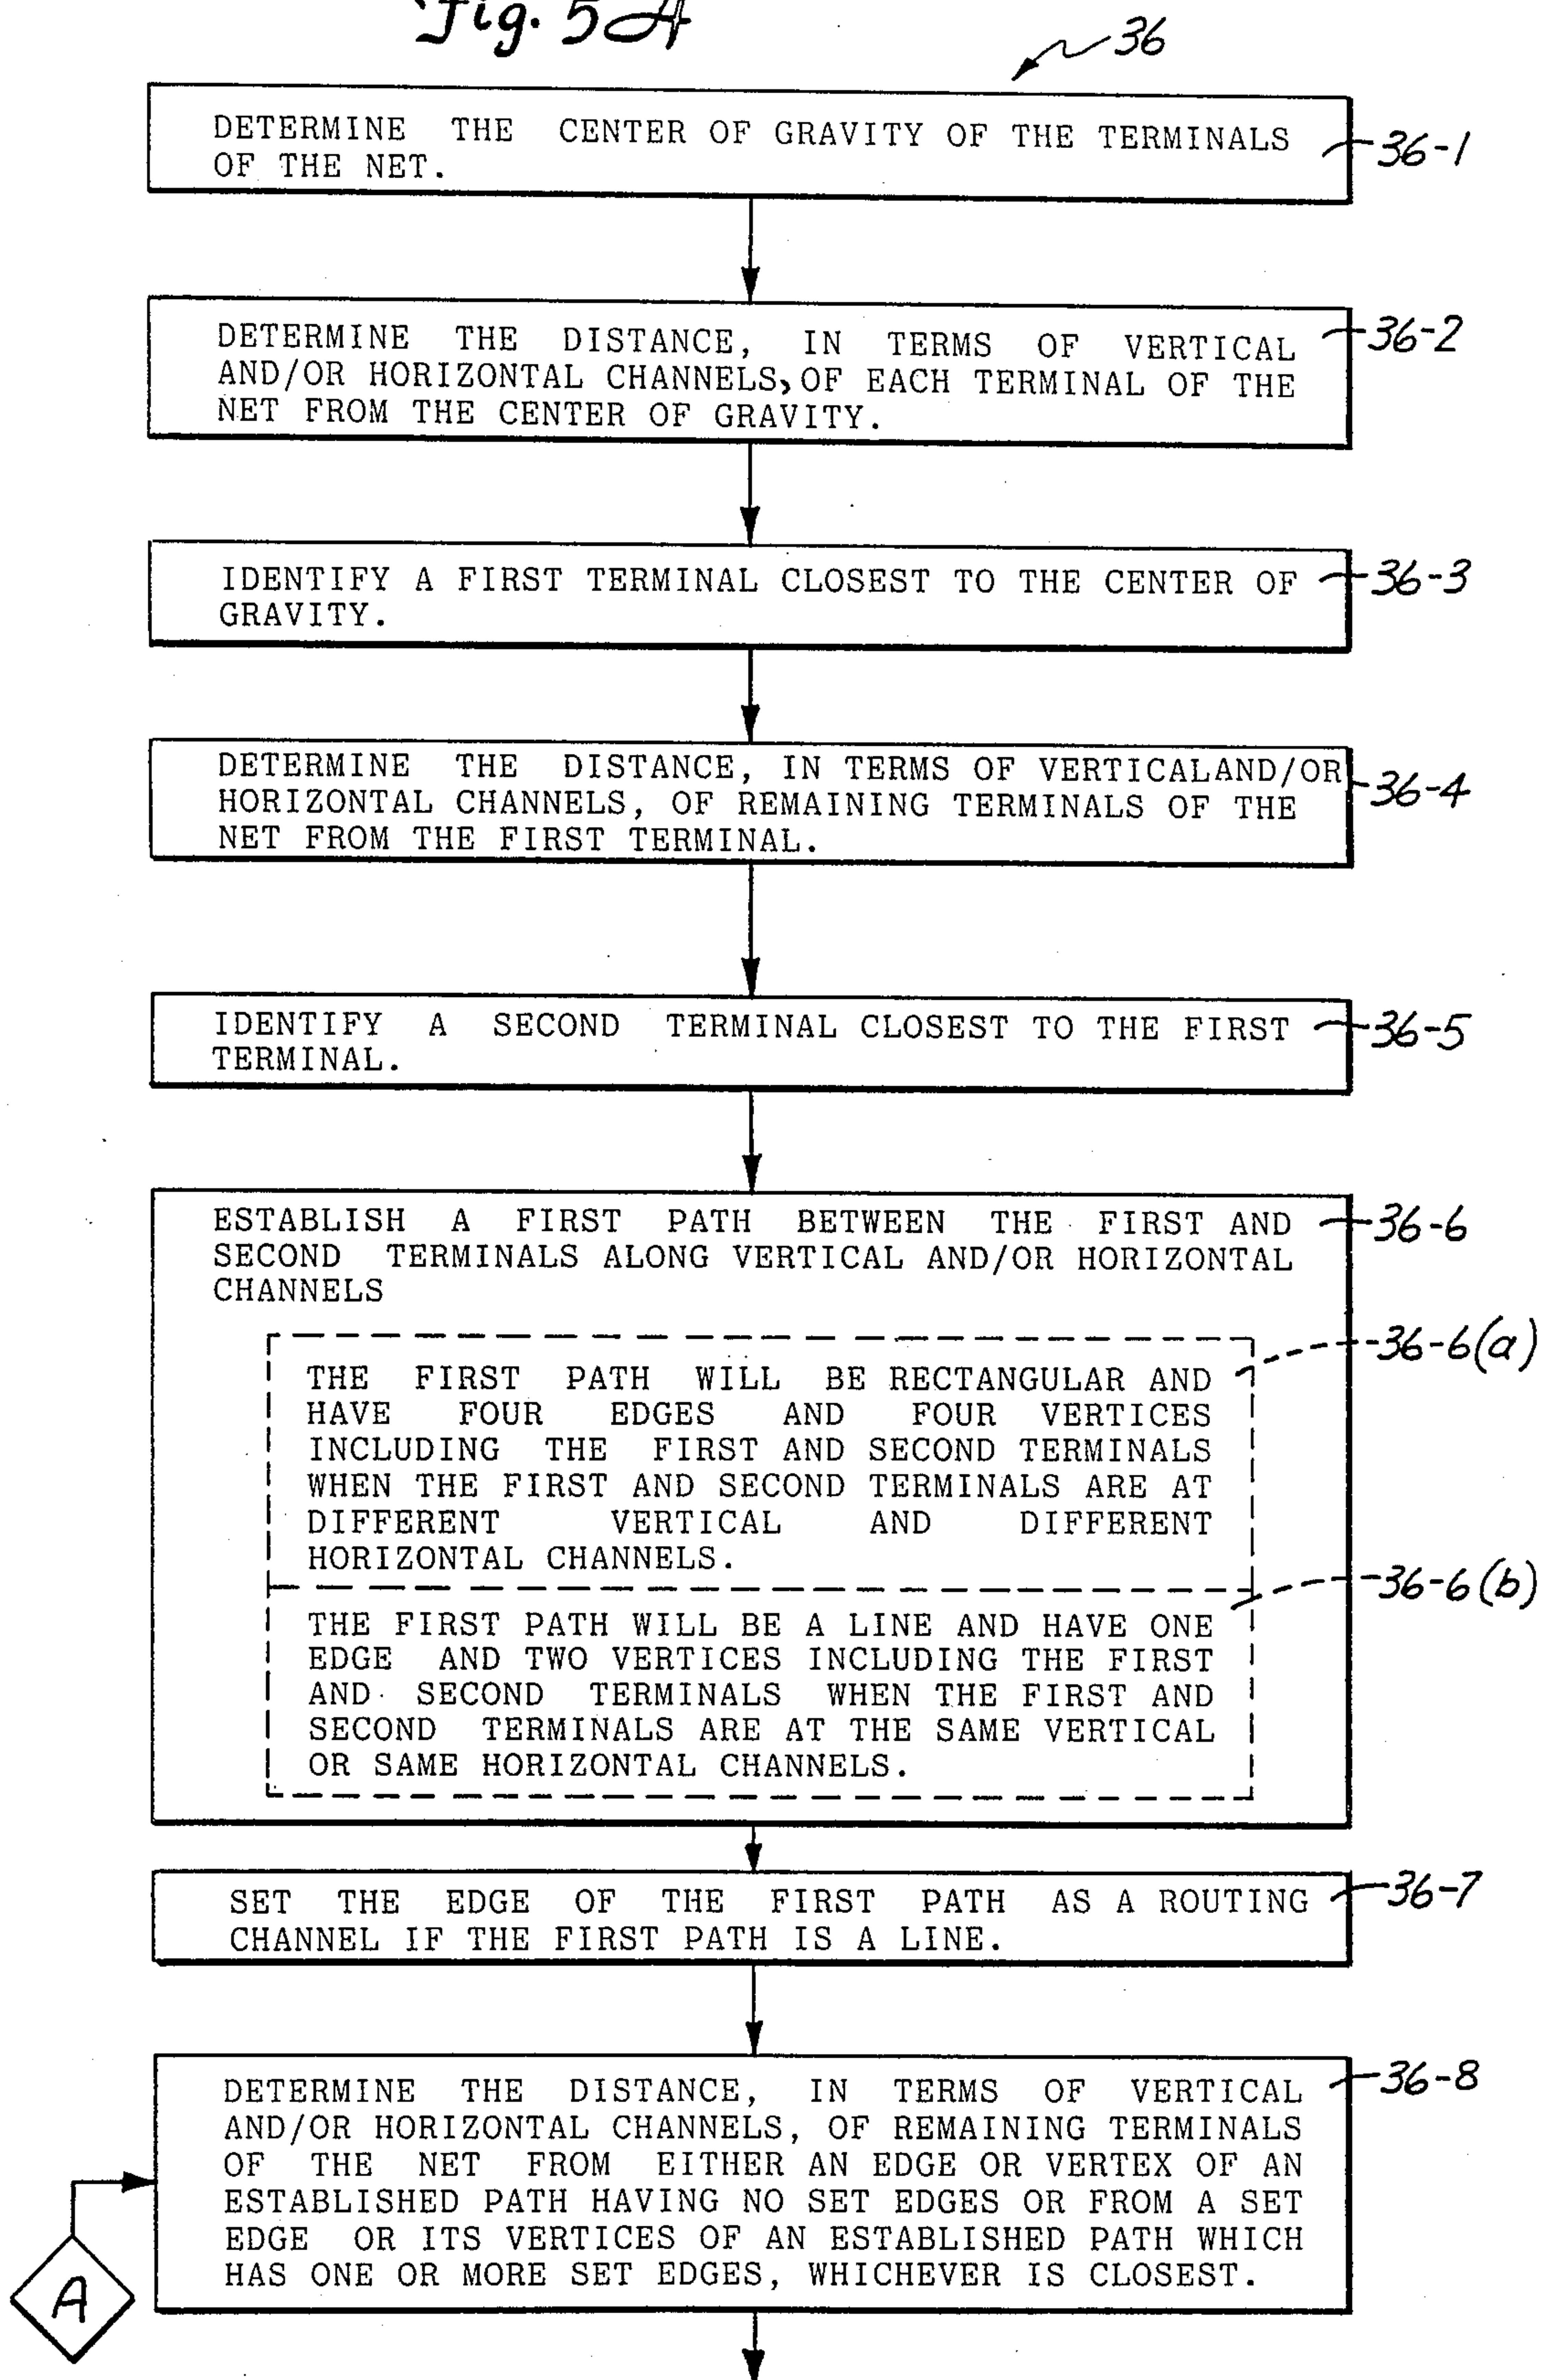 Fig. 5A
36
DETERMINE THE CENTER OF GRAVITY OF THE TERMINALS
OF THE NET.
36-1
DETERMINE THE DISTANCE, IN TERMS OF VERTICAL
AND/OR HORIZONTAL CHANNELS, OF EACH TERMINAL OF THE
NET FROM THE CENTER OF GRAVITY.
36-2
IDENTIFY A FIRST TERMINAL CLOSEST TO THE CENTER OF
GRAVITY.
36-3
DETERMINE THE DISTANCE, IN TERMS OF VERTICALAND/OR
HORIZONTAL CHANNELS, OF REMAINING TERMINALS OF THE
NET FROM THE FIRST TERMINAL.
36-4
IDENTIFY A SECOND TERMINAL CLOSEST TO THE FIRST
TERMINAL.
36-5
ESTABLISH A FIRST PATH BETWEEN THE FIRST AND
SECOND TERMINALS ALONG VERTICAL AND/OR HORIZONTAL
CHANNELS
36-6
THE FIRST PATH WILL BE RECTANGULAR AND
HAVE FOUR EDGES AND FOUR VERTICES
INCLUDING THE FIRST AND SECOND TERMINALS
WHEN THE FIRST AND SECOND TERMINALS ARE AT
DIFFERENT VERTICAL AND DIFFERENT
HORIZONTAL CHANNELS.
36-6(a)
THE FIRST PATH WILL BE A LINE AND HAVE ONE
EDGE AND TWO VERTICES INCLUDING THE FIRST
AND SECOND TERMINALS WHEN THE FIRST AND
SECOND TERMINALS ARE AT THE SAME VERTICAL
OR SAME HORIZONTAL CHANNELS.
36-6(b)
SET THE EDGE OF THE FIRST PATH AS A ROUTING
CHANNEL IF THE FIRST PATH IS A LINE.
36-7
DETERMINE THE DISTANCE, IN TERMS OF VERTICAL
AND/OR HORIZONTAL CHANNELS, OF REMAINING TERMINALS
OF THE NET FROM EITHER AN EDGE OR VERTEX OF AN
ESTABLISHED PATH HAVING NO SET EDGES OR FROM A SET
EDGE OR ITS VERTICES OF AN ESTABLISHED PATH WHICH
HAS ONE OR MORE SET EDGES, WHICHEVER IS CLOSEST.
36-8
A